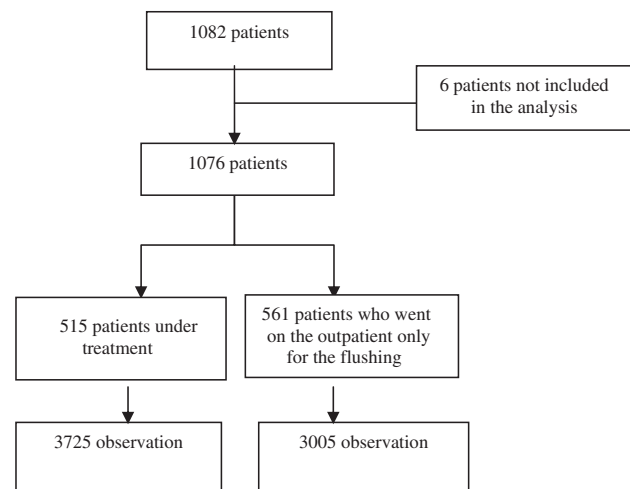 1082 patients
6 patients not included
in the analysis
1076 patients
515 patients under
treatment
561 patients who went
on the outpatient only
for the flushing
3725 observation
3005 observation